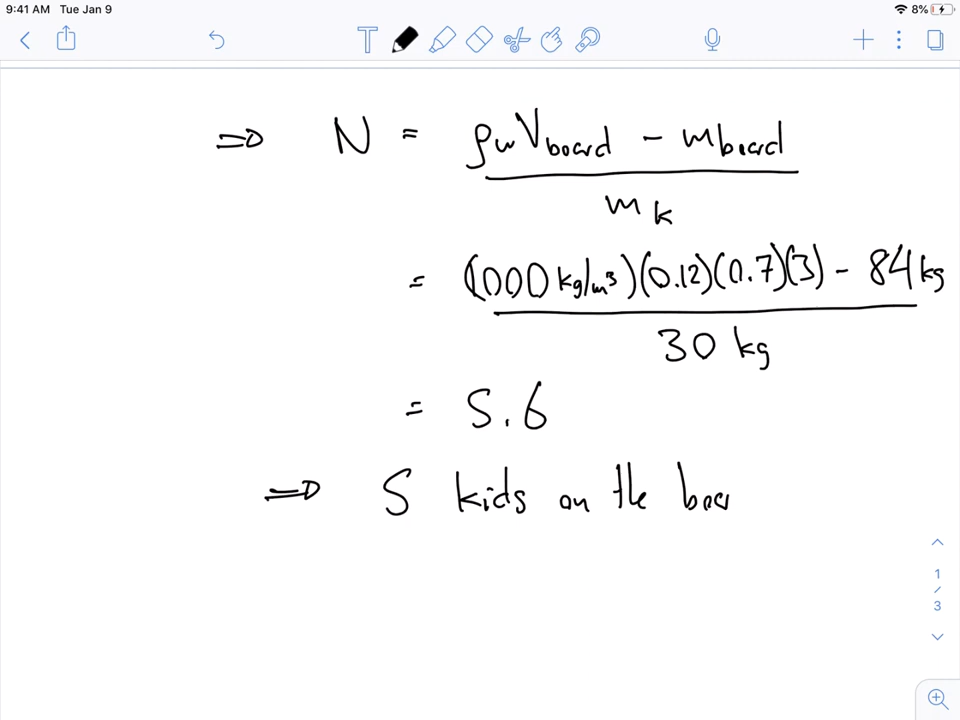 9:41 AM Tue Jan 9
8%
T
⇒ N = ρwVboard − mboard
mk
= (1000 kg/m³)(0.12)(0.7)(3) − 84 kg
30 kg
= 5.6
⇒ 5 kids on the boar
1
/
3